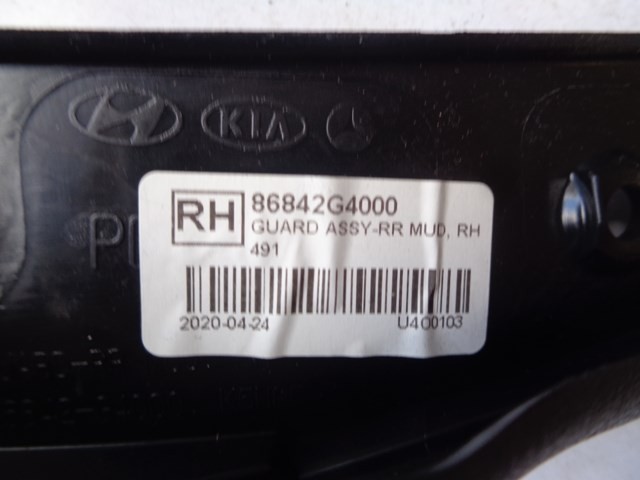 KIA
RH
86842G4000
GUARD ASSY-RR MUD, RH
491
2020-04-24
U400103